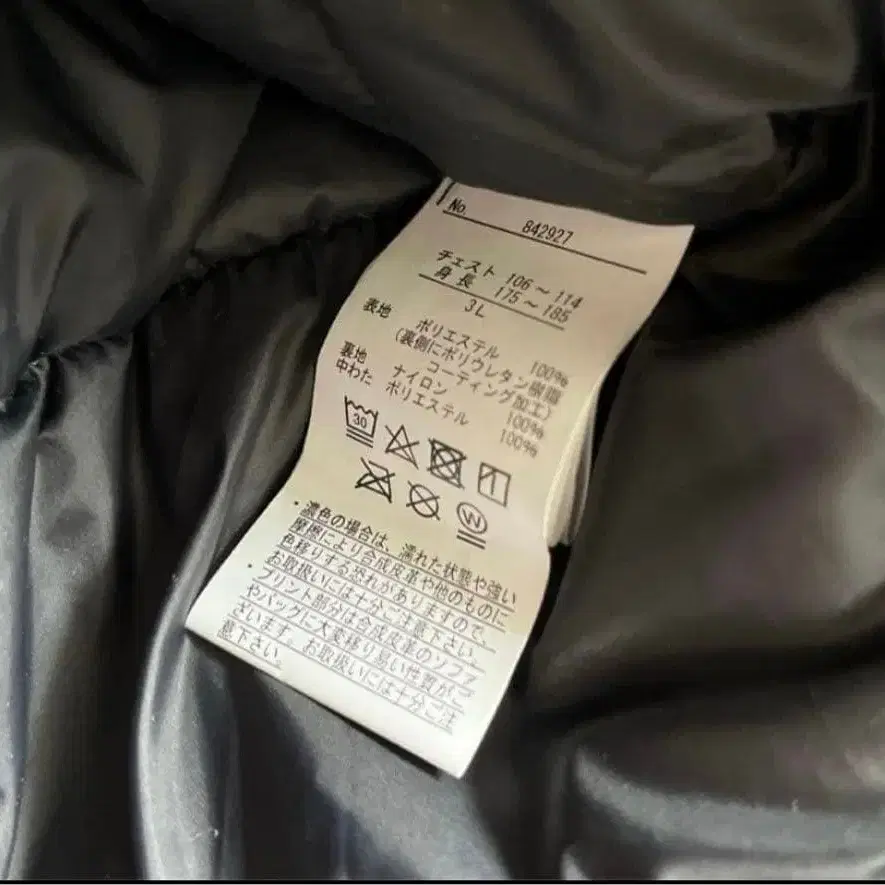 No. 842927
チェスト 106～114
身長 175～185
3L
表地 ポリエステル 100%
(裏側にポリウレタン樹脂
コーティング加工)
裏地 ナイロン 100%
中わた ポリエステル 100%
30
W
・濃色の場合は、濡れた状態や強い
摩擦により合成皮革や他のものに
色移りする恐れがありますので、
お取扱いには十分ご注意下さい。
・プリント部分は合成皮革のソファ
やバックに大変移り易い性質がご
ざいます。お取扱いには十分ご注
意下さい。